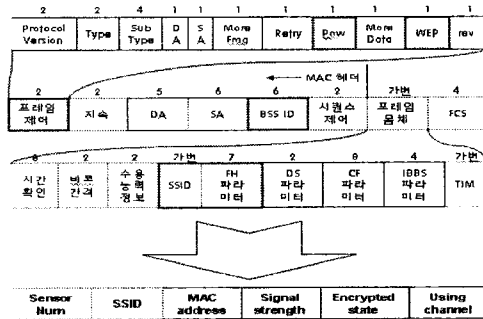 2 2 4 1 1 1 1 1 1 1 1
Protocol Version Type Sub Type D A S A More Frag Retry Pow More Data WEP rev
MAC 헤더
2 2 6 6 6 2 가변 4
프레임 제어 지속 DA SA BSS ID 시퀀스 제어 프레임 몸체 FCS
8 2 2 가변 7 2 8 4 가변
시간 확인 비콘 간격 수용 능력 정보 SSID FH 파라 미터 DS 파라 미터 CF 파라 미터 IBBS 파라 미터 TIM
Sensor Num SSID MAC address Signal strength Encrypted state Using channel